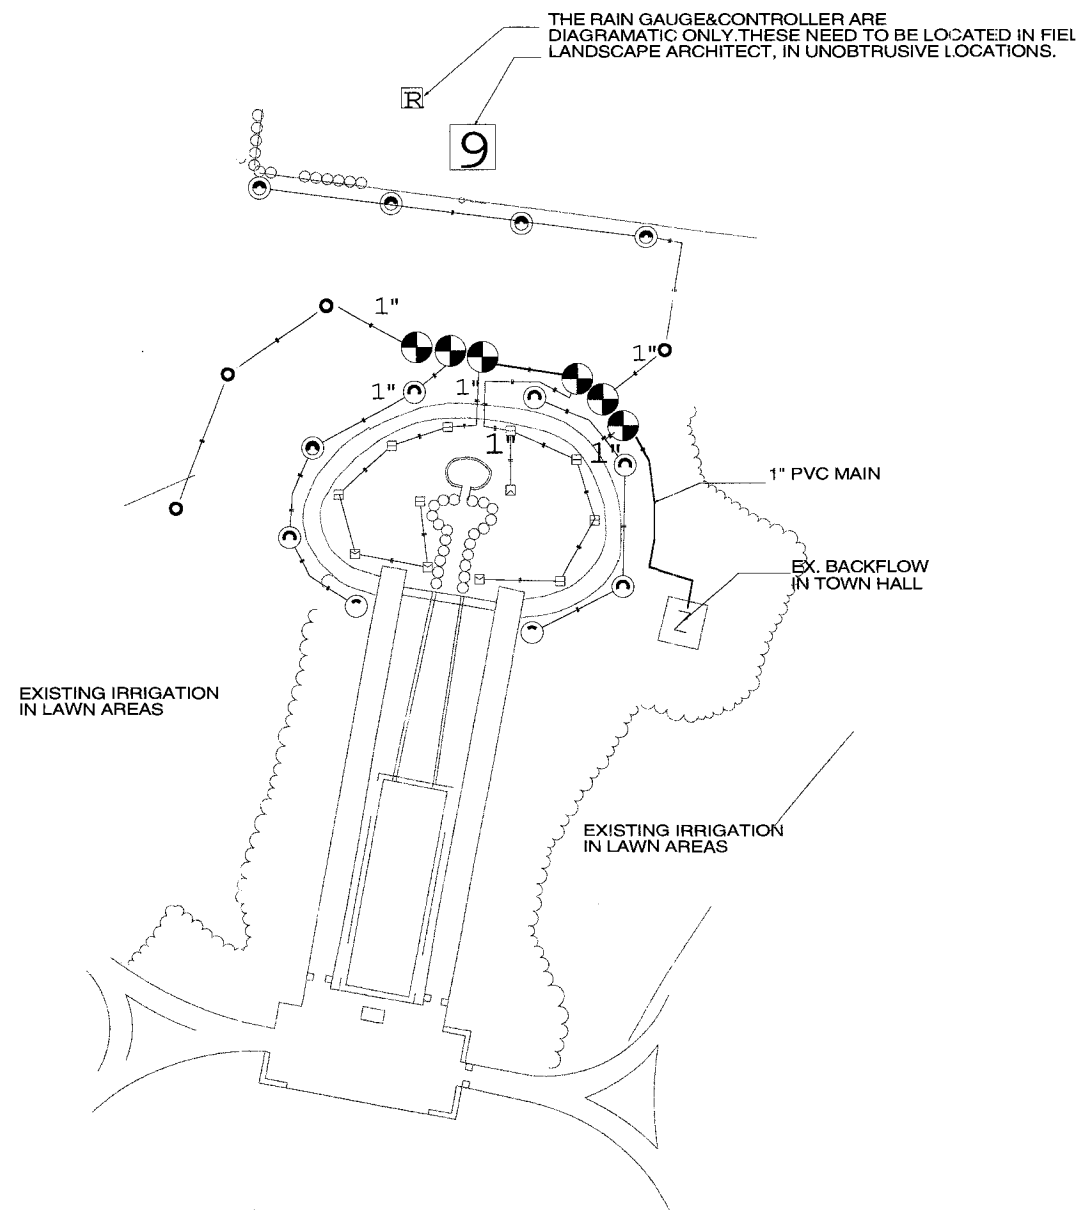 THE RAIN GAUGE&CONTROLLER ARE
DIAGRAMATIC ONLY.THESE NEED TO BE LOCATED IN FIEL
LANDSCAPE ARCHITECT, IN UNOBTRUSIVE LOCATIONS.
R
9
1"
1"
1"
1"
1"
1"
1" PVC MAIN
EX. BACKFLOW
IN TOWN HALL
Z
EXISTING IRRIGATION
IN LAWN AREAS
EXISTING IRRIGATION
IN LAWN AREAS